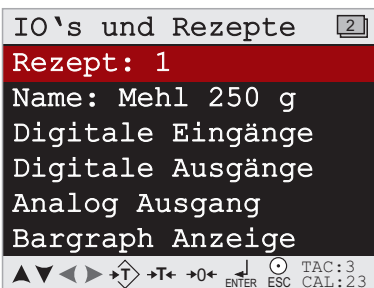 IO‘s und Rezepte 2
Rezept: 1
Name: Mehl 250 g
Digitale Eingänge
Digitale Ausgänge
Analog Ausgang
Bargraph Anzeige
▲▼◀▶ →T← →T← →0← ENTER ESC TAC:3
CAL:23